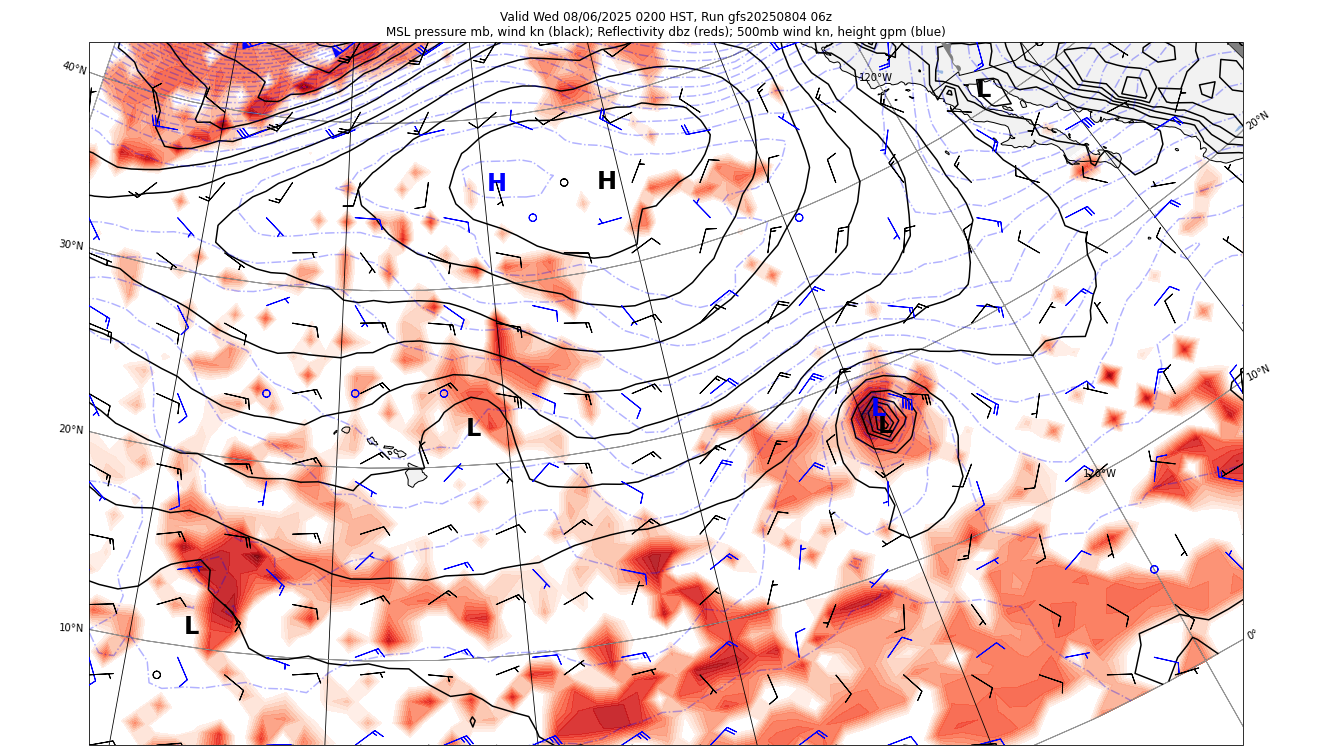 Valid Wed 08/06/2025 0200 HST, Run gfs20250804 06z
MSL pressure mb, wind kn (black); Reflectivity dbz (reds); 500mb wind kn, height gpm (blue)
40°N
120°W
L
20°N
H
H
30°N
10°N
L
20°N
L
L
120°W
10°N
L
0°